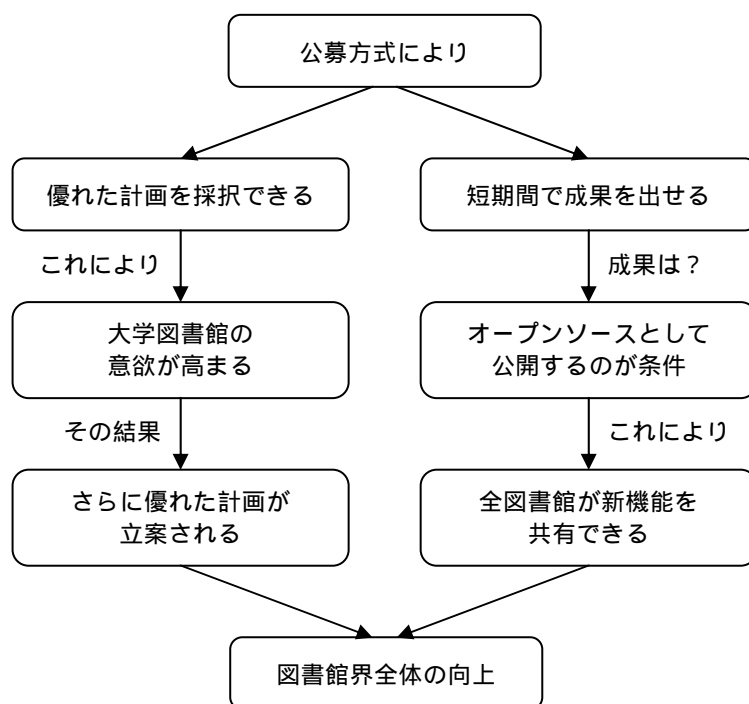 公募方式により
優れた計画を採択できる
短期間で成果を出せる
これにより
成果は？
大学図書館の
意欲が高まる
オープンソースとして
公開するのが条件
その結果
これにより
さらに優れた計画が
立案される
全図書館が新機能を
共有できる
図書館界全体の向上